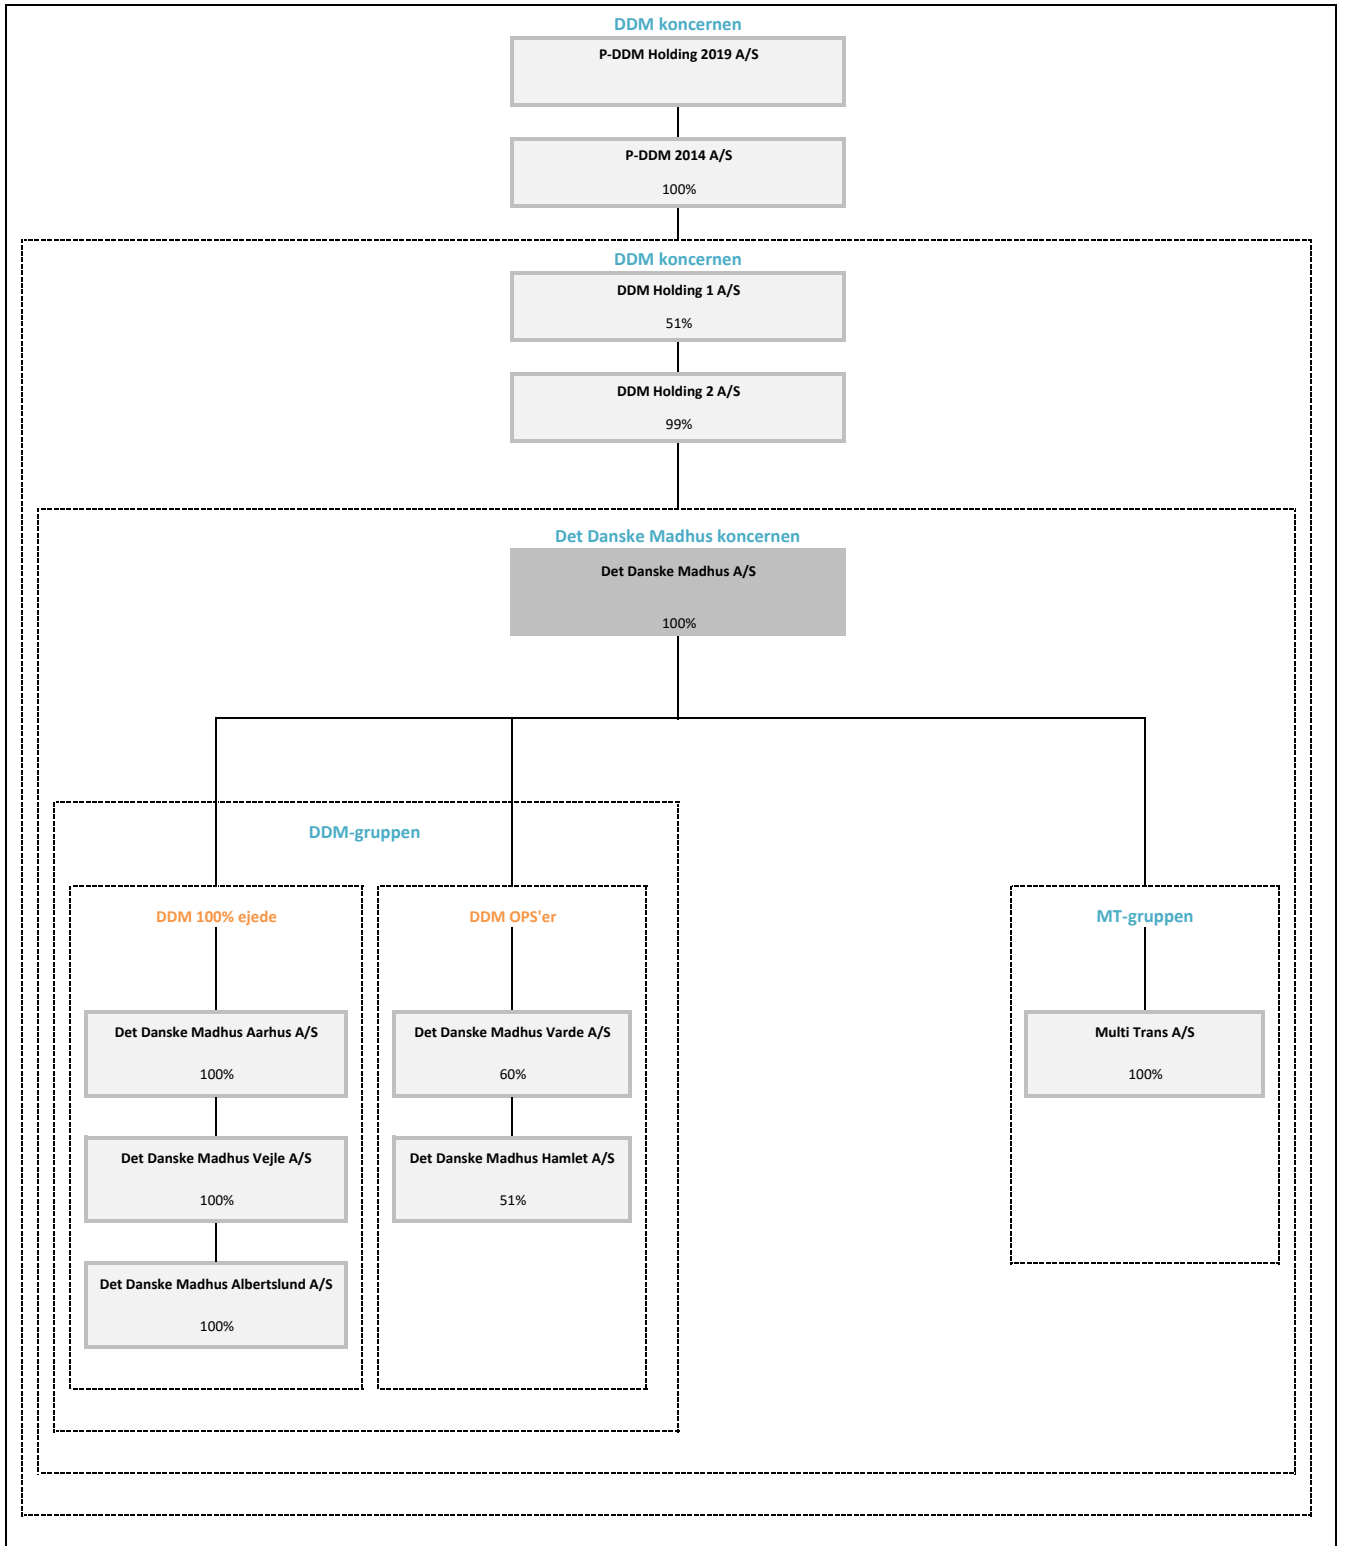 DDM koncernen
P-DDM Holding 2019 A/S
P-DDM 2014 A/S
100%
DDM koncernen
DDM Holding 1 A/S
51%
DDM Holding 2 A/S
99%
Det Danske Madhus koncernen
Det Danske Madhus A/S
100%
DDM-gruppen
DDM 100% ejede
DDM OPS'er
MT-gruppen
Det Danske Madhus Aarhus A/S
100%
Det Danske Madhus Varde A/S
60%
Multi Trans A/S
100%
Det Danske Madhus Vejle A/S
100%
Det Danske Madhus Hamlet A/S
51%
Det Danske Madhus Albertslund A/S
100%